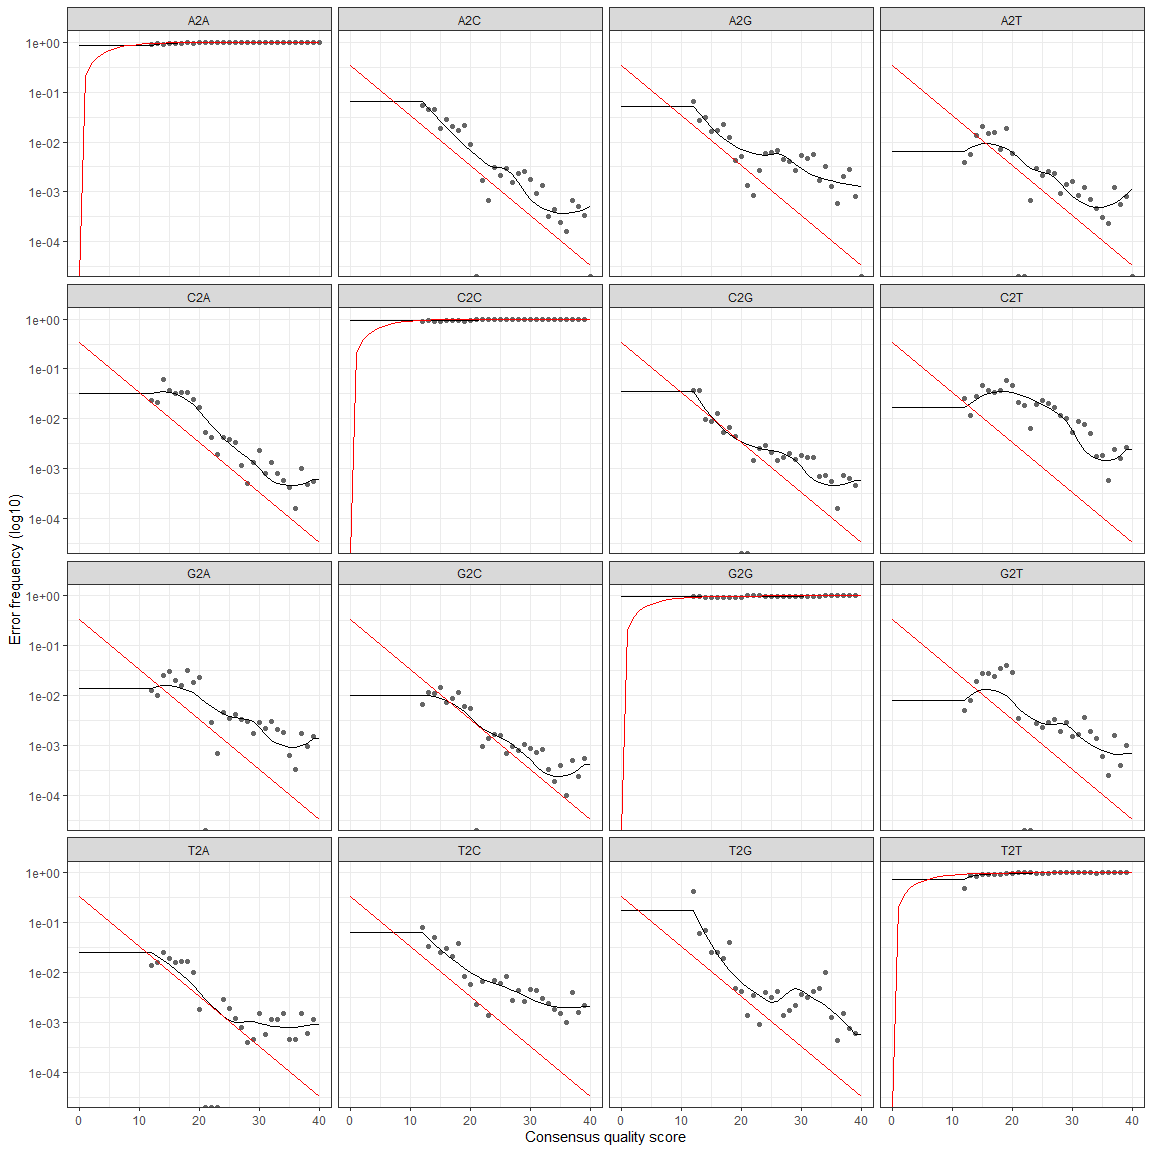 A2A A2C A2G A2T
1e+00
1e-01
1e-02
1e-03
1e-04
C2A C2C C2G C2T
1e+00
1e-01
1e-02
1e-03
1e-04
Error frequency (log10)
G2A G2C G2G G2T
1e+00
1e-01
1e-02
1e-03
1e-04
T2A T2C T2G T2T
1e+00
1e-01
1e-02
1e-03
1e-04
0 10 20 30 40 0 10 20 30 40 0 10 20 30 40 0 10 20 30 40
Consensus quality score